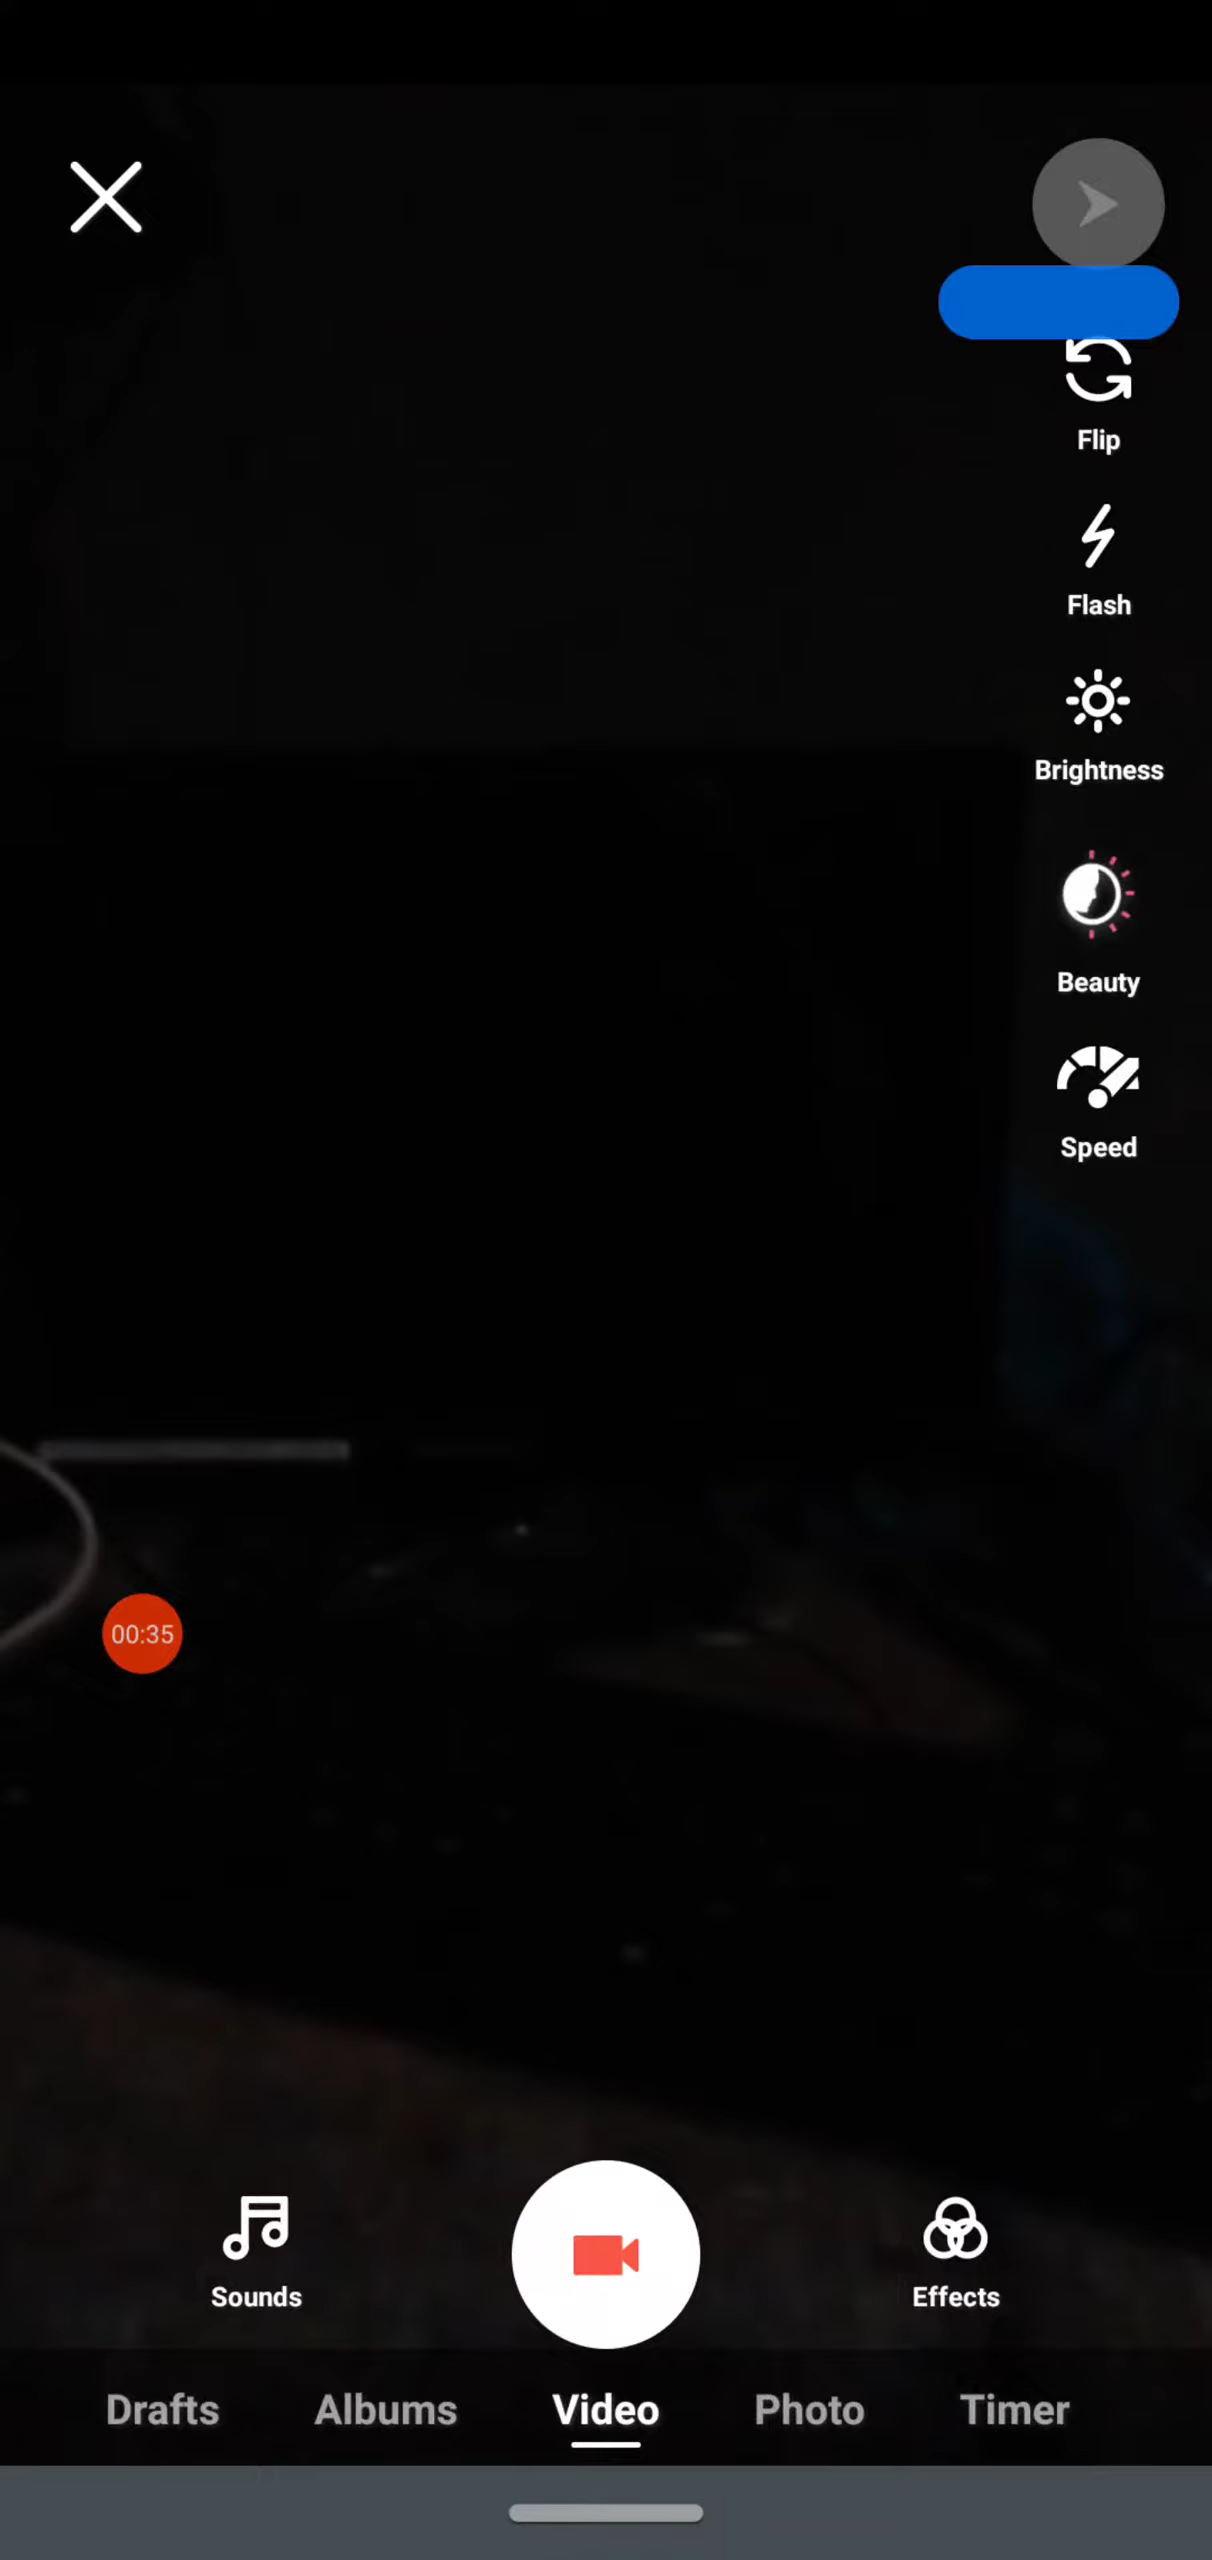 Flip
Flash
Brightness
Beauty
Speed
00:35
Sounds
Effects
Drafts
Albums
Video
Photo
Timer